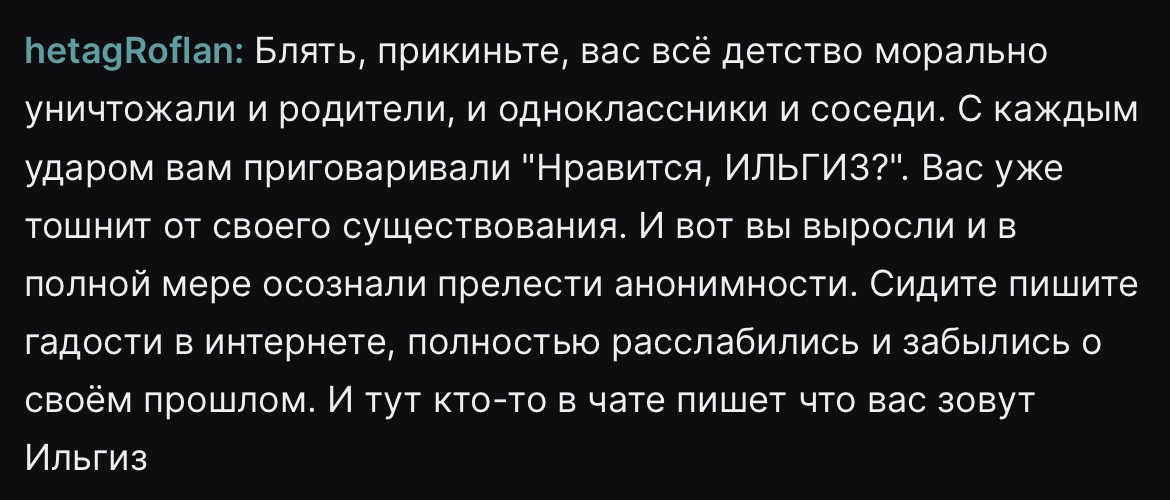 hetagRoflan: Блять, прикиньте, вас всё детство морально
уничтожали и родители, и одноклассники и соседи. С каждым
ударом вам приговаривали "Нравится, ИЛЬГИЗ?". Вас уже
тошнит от своего существования. И вот вы выросли и в
полной мере осознали прелести анонимности. Сидите пишите
гадости в интернете, полностью расслабились и забылись о
своём прошлом. И тут кто-то в чате пишет что вас зовут
Ильгиз